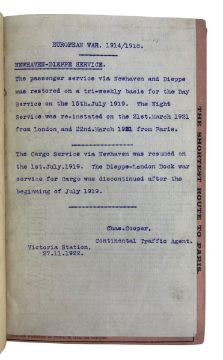 EUROPEAN WAR. 1914/1918.
NEWHAVEN-DIEPPE SERVICE.
The passenger service via Newhaven and Dieppe
was restored on a tri-weekly basis for the Day
Service on the 15th.July 1919. The Night
Service was re-instated on the 21st.March 1921
from London, and 22nd.March 1921 from Paris.
The Cargo Service via Newhaven was resumed on
the 1st.July 1919. The Dieppe-London Dock war
service for Cargo was discontinued after the
beginning of July 1919.
Chas.Cooper,
Continental Traffic Agent.
Victoria Station.
27.11.1922.
THE SHORTEST ROUTE TO PARIS.